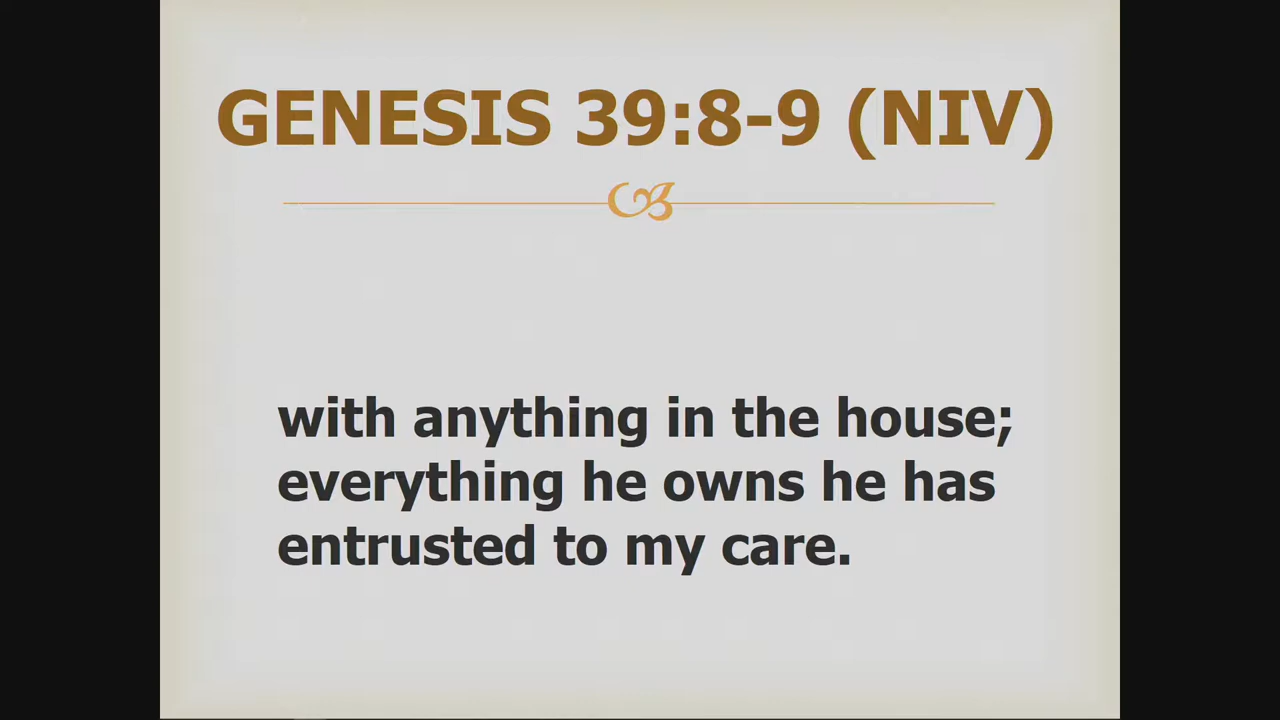 GENESIS 39:8-9 (NIV)
with anything in the house;
everything he owns he has
entrusted to my care.